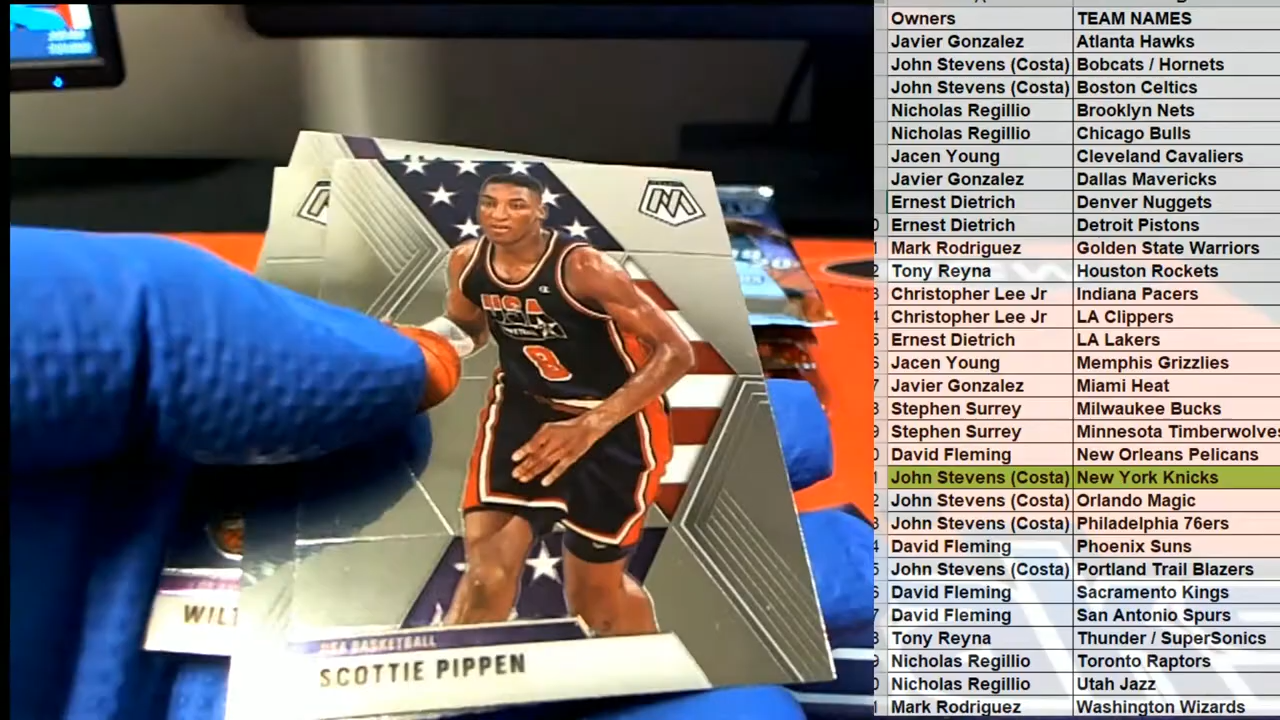 USA
8
USA BASKETBALL
SCOTTIE PIPPEN
WILT
Owners TEAM NAMES
Javier Gonzalez Atlanta Hawks
John Stevens (Costa) Bobcats / Hornets
John Stevens (Costa) Boston Celtics
Nicholas Regillio Brooklyn Nets
Nicholas Regillio Chicago Bulls
Jacen Young Cleveland Cavaliers
Javier Gonzalez Dallas Mavericks
Ernest Dietrich Denver Nuggets
Ernest Dietrich Detroit Pistons
Mark Rodriguez Golden State Warriors
Tony Reyna Houston Rockets
Christopher Lee Jr Indiana Pacers
Christopher Lee Jr LA Clippers
Ernest Dietrich LA Lakers
Jacen Young Memphis Grizzlies
Javier Gonzalez Miami Heat
Stephen Surrey Milwaukee Bucks
Stephen Surrey Minnesota Timberwolves
David Fleming New Orleans Pelicans
John Stevens (Costa) New York Knicks
John Stevens (Costa) Orlando Magic
John Stevens (Costa) Philadelphia 76ers
David Fleming Phoenix Suns
John Stevens (Costa) Portland Trail Blazers
David Fleming Sacramento Kings
David Fleming San Antonio Spurs
Tony Reyna Thunder / SuperSonics
Nicholas Regillio Toronto Raptors
Nicholas Regillio Utah Jazz
Mark Rodriguez Washington Wizards